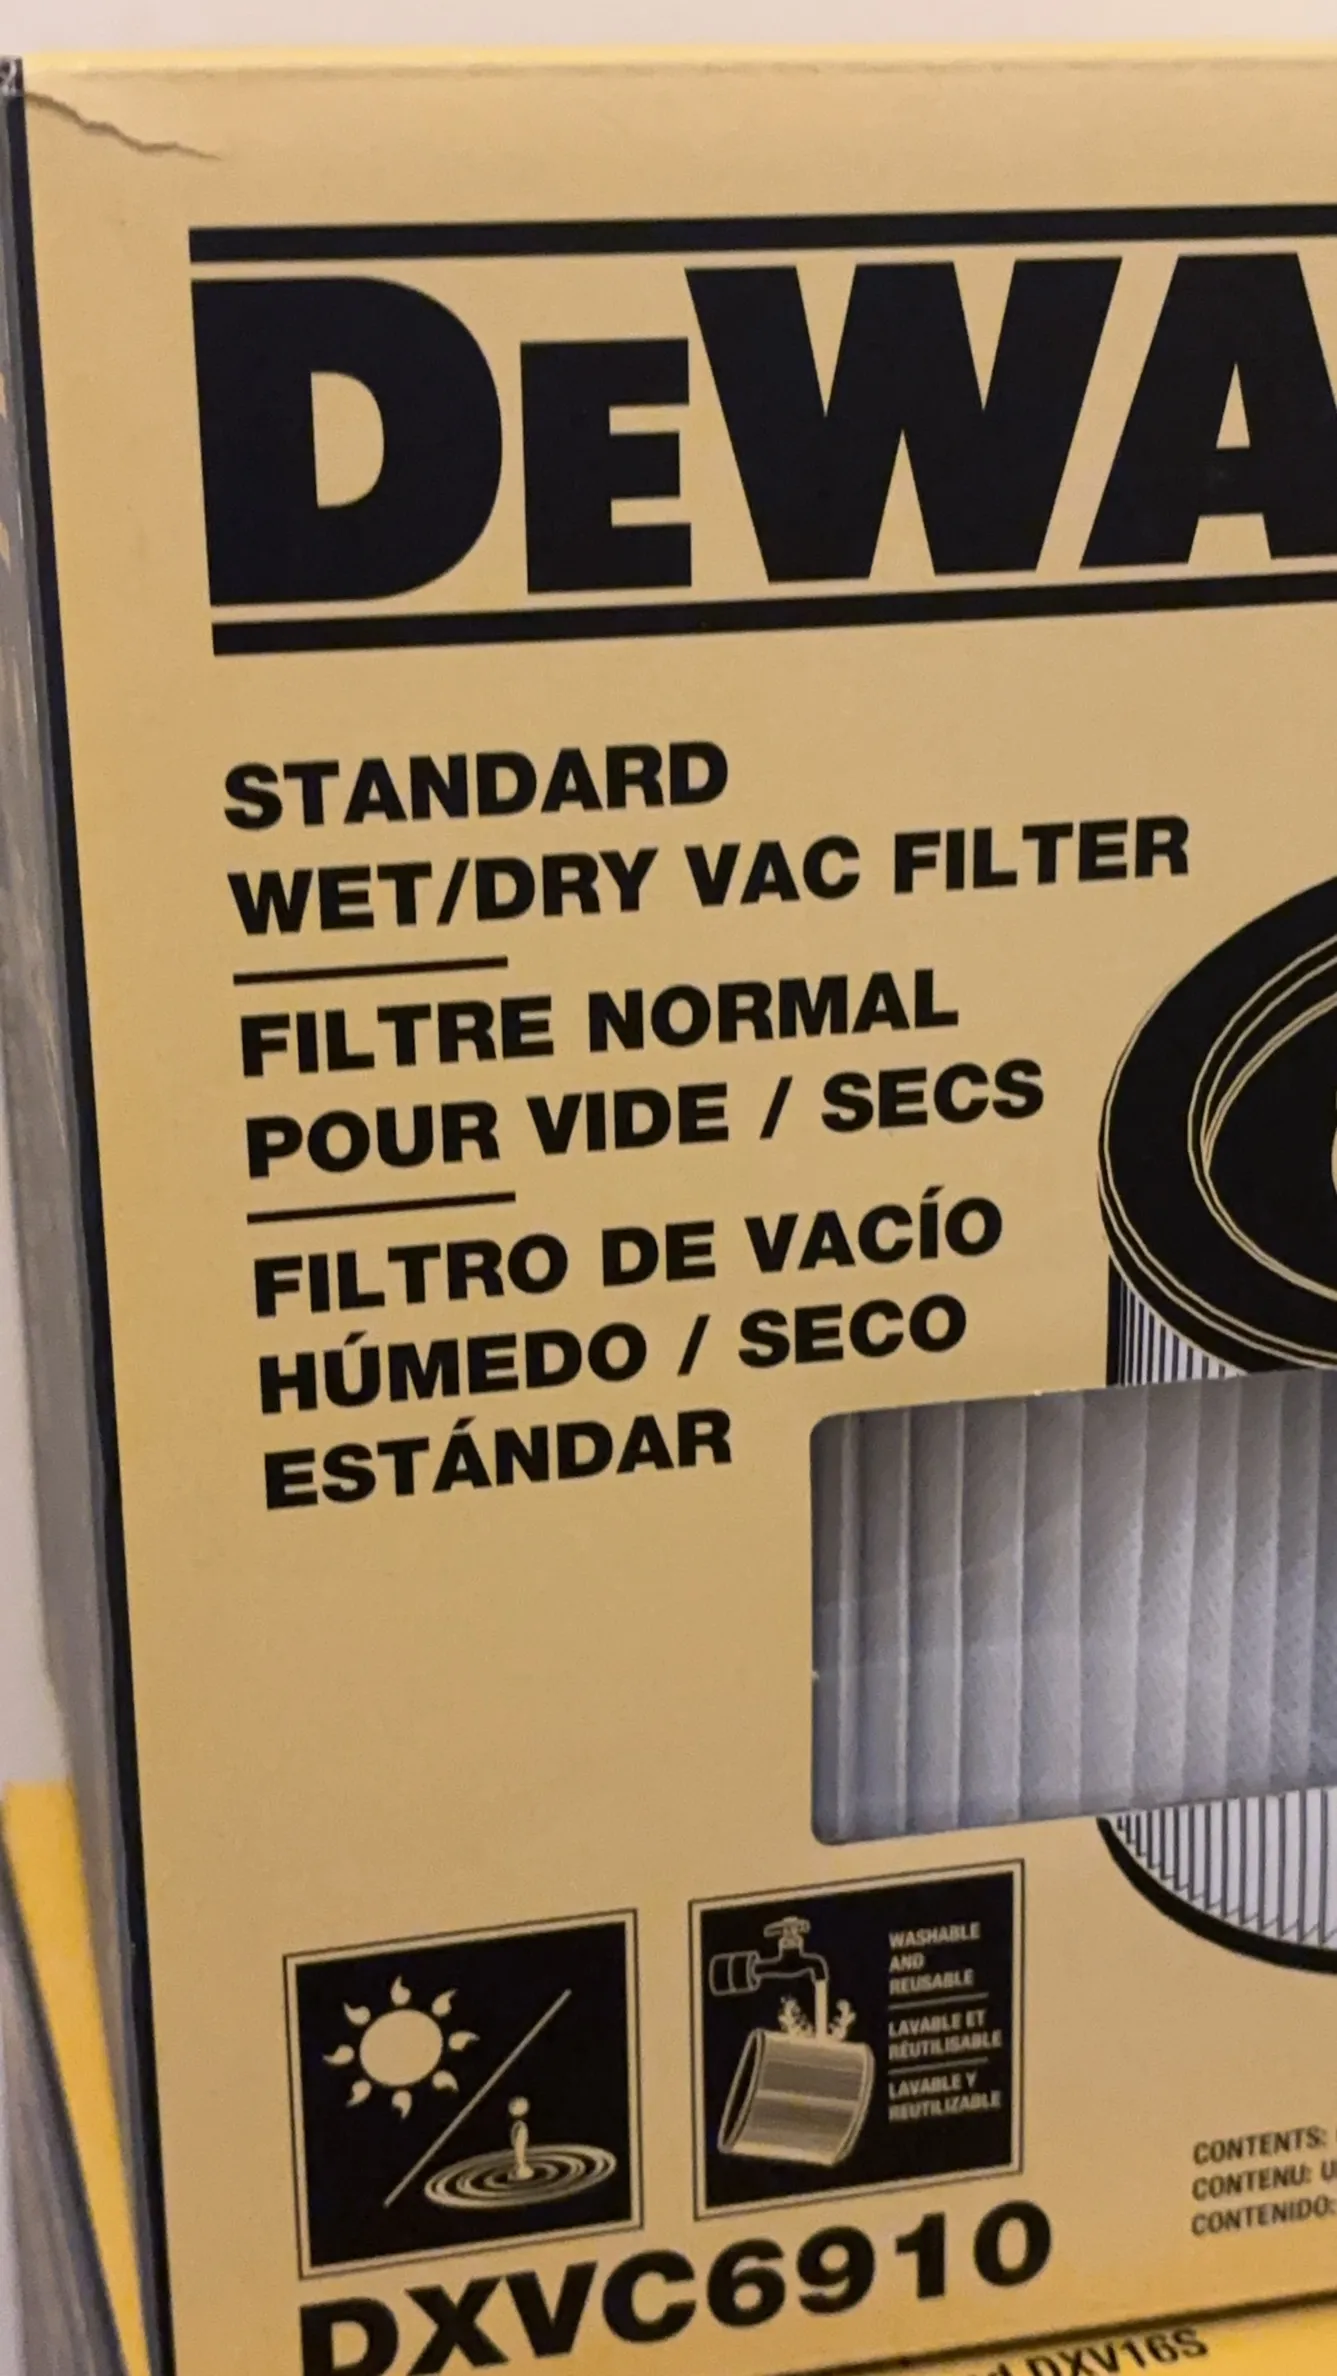 DEWA
STANDARD
WET/DRY VAC FILTER
FILTRE NORMAL
POUR VIDE / SECS
FILTRO DE VACÍO
HÚMEDO / SECO
ESTÁNDAR
WASHABLE
AND
REUSABLE
LAVABLE ET
RÉUTILISABLE
LAVABLE Y
REUTILIZABLE
CONTENTS:
CONTENU:
CONTENIDO:
DXVC6910
DXV16S